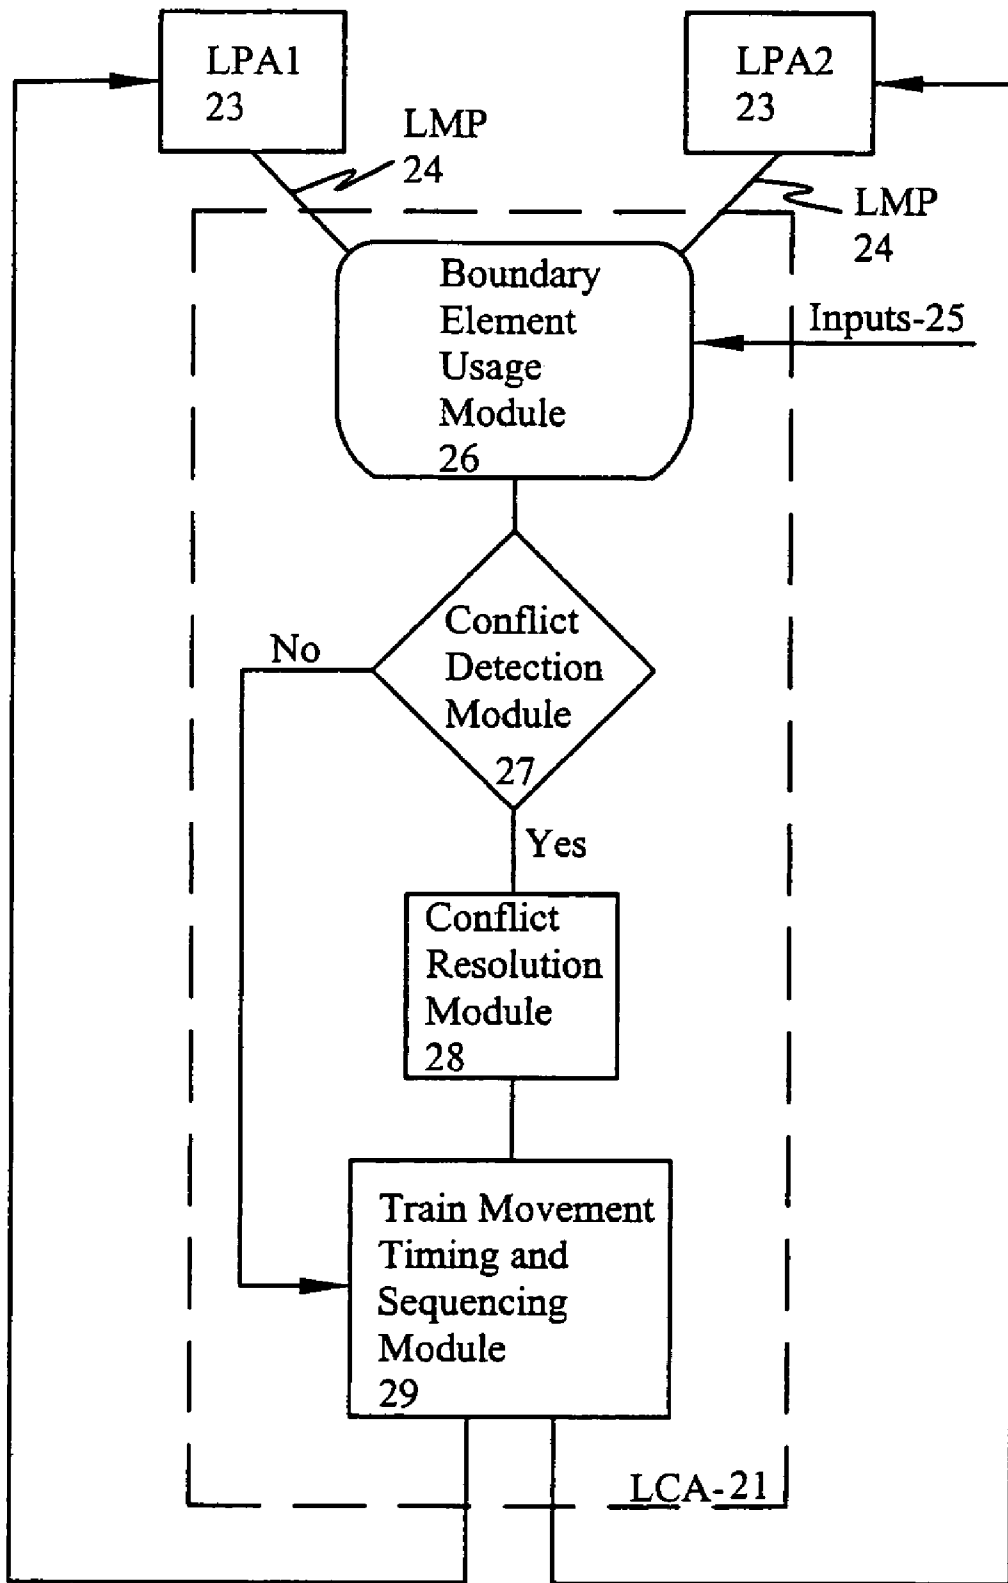 LPA1
23
LPA2
23
LMP
24
LMP
24
Boundary
Element
Usage
Module
26
Inputs-25
Conflict
Detection
Module
27
No
Yes
Conflict
Resolution
Module
28
Train Movement
Timing and
Sequencing
Module
29
LCA-21